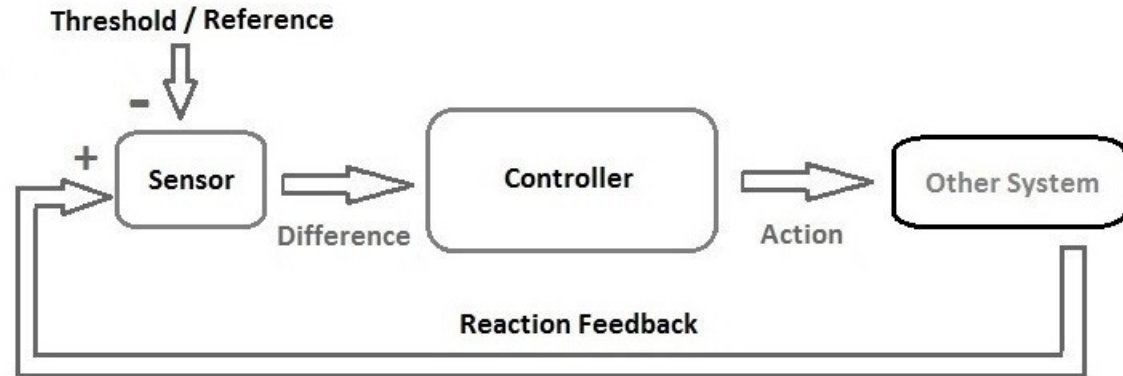 Threshold / Reference
-
+
Sensor
Controller
Other System
Difference
Action
Reaction Feedback